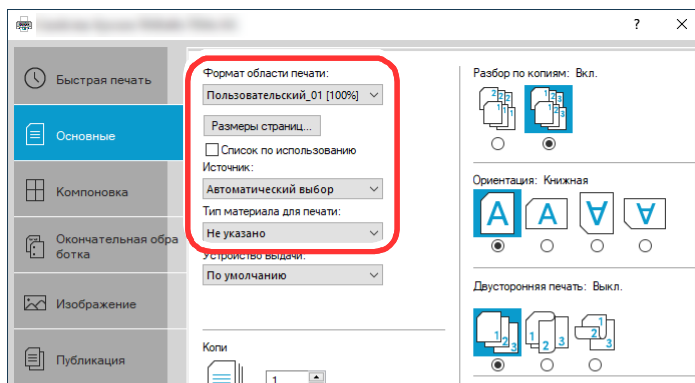 ?
Быстрая печать
Основные
Компоновка
Окончательная обра
ботка
Изображение
Публикация
Формат области печати:
Пользовательский_01 [100%]
Размеры страниц...
Список по использованию
Источник:
Автоматический выбор
Тип материала для печати:
Не указано
Устройство выдачи:
По умолчанию
Копи
1
Разбор по копиям: Вкл.
Ориентация: Книжная
Двусторонняя печать: Выкл.